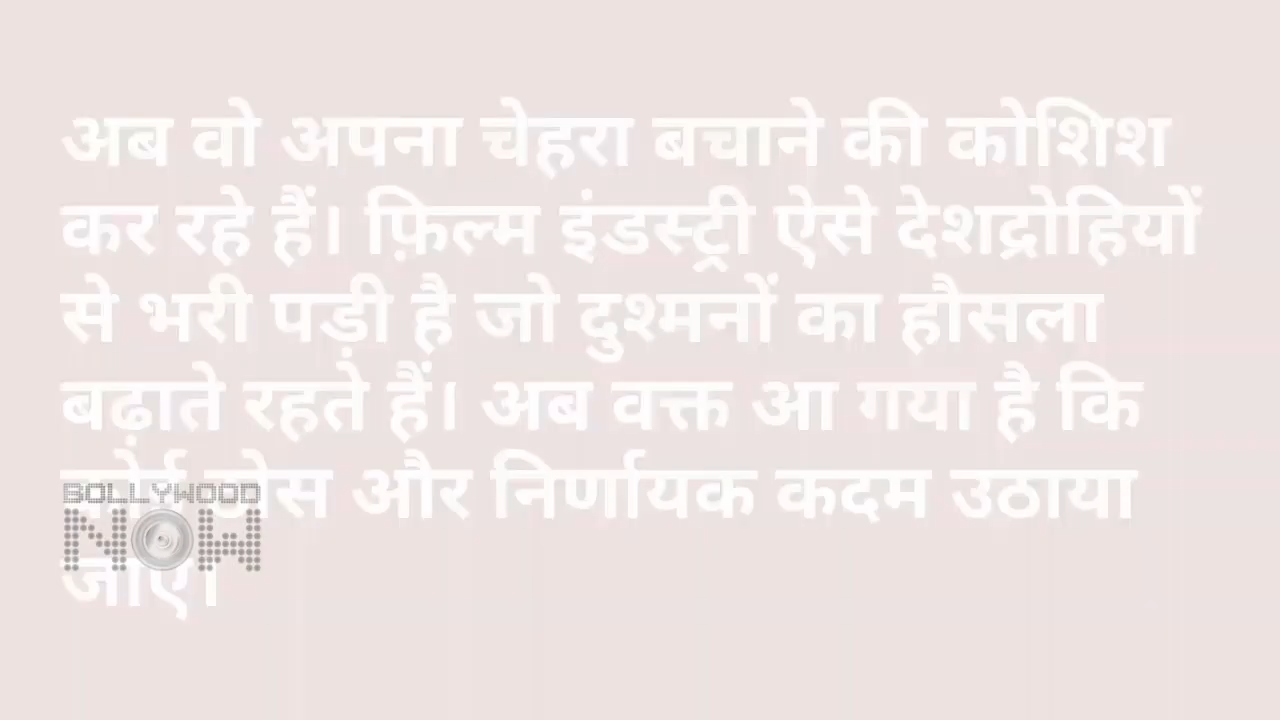 अब वो अपना चेहरा बचाने की कोशिश
कर रहे हैं। फ़िल्म इंडस्ट्री ऐसे देशद्रोहियों
से भरी पड़ी है जो दुश्मनों का हौसला
बढ़ाते रहते हैं। अब वक्त आ गया है कि
कोई ठोस और निर्णायक कदम उठाया
जाए।
BOLLYWOOD
NOW